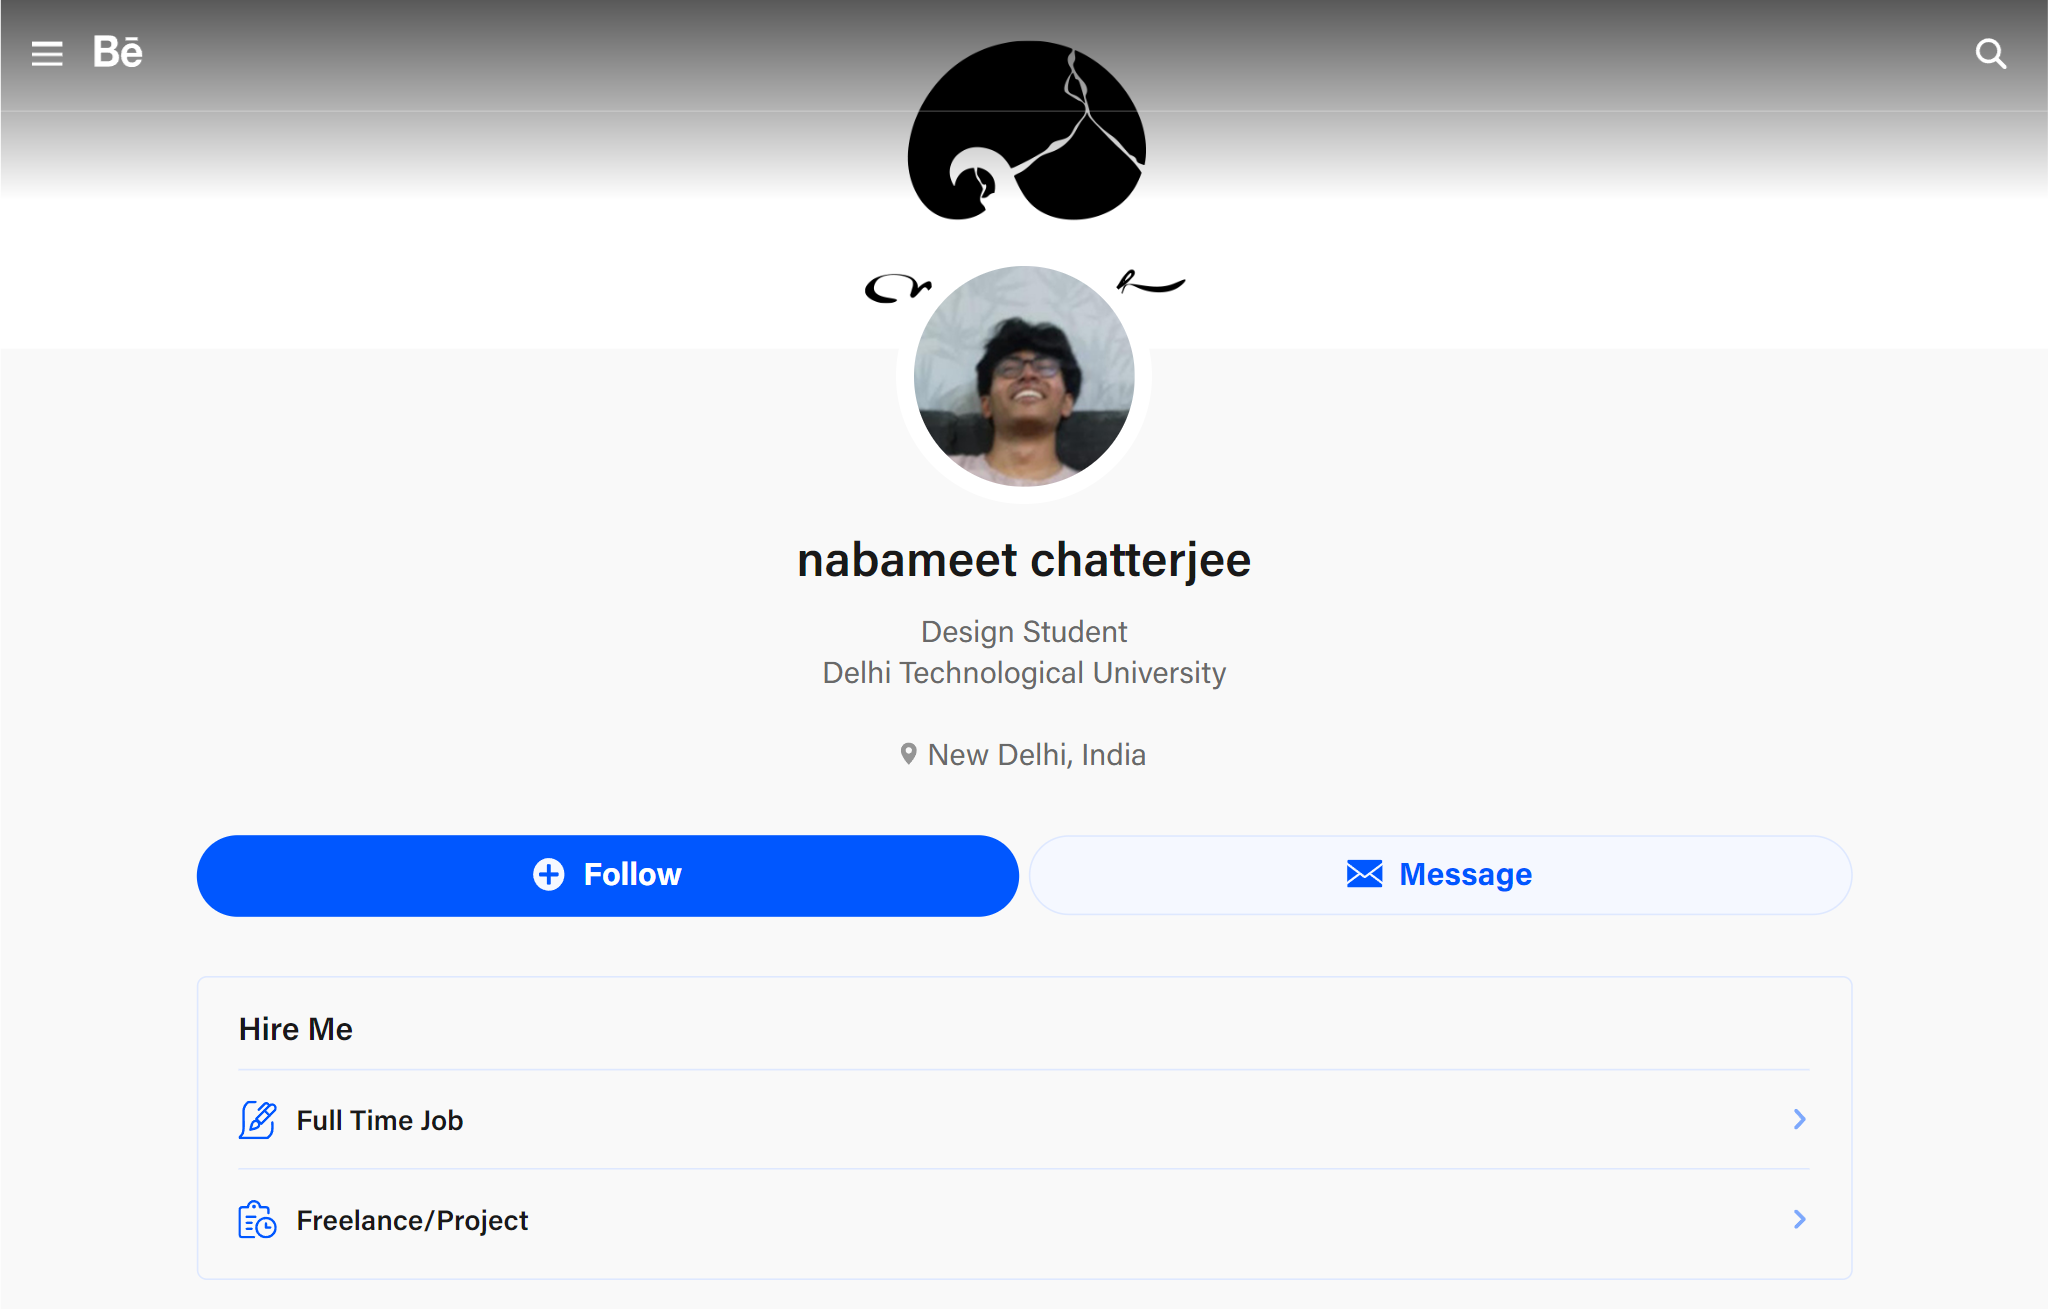 Bē
Cr h
nabameet chatterjee
Design Student
Delhi Technological University
New Delhi, India
Follow
Message
Hire Me
Full Time Job
Freelance/Project